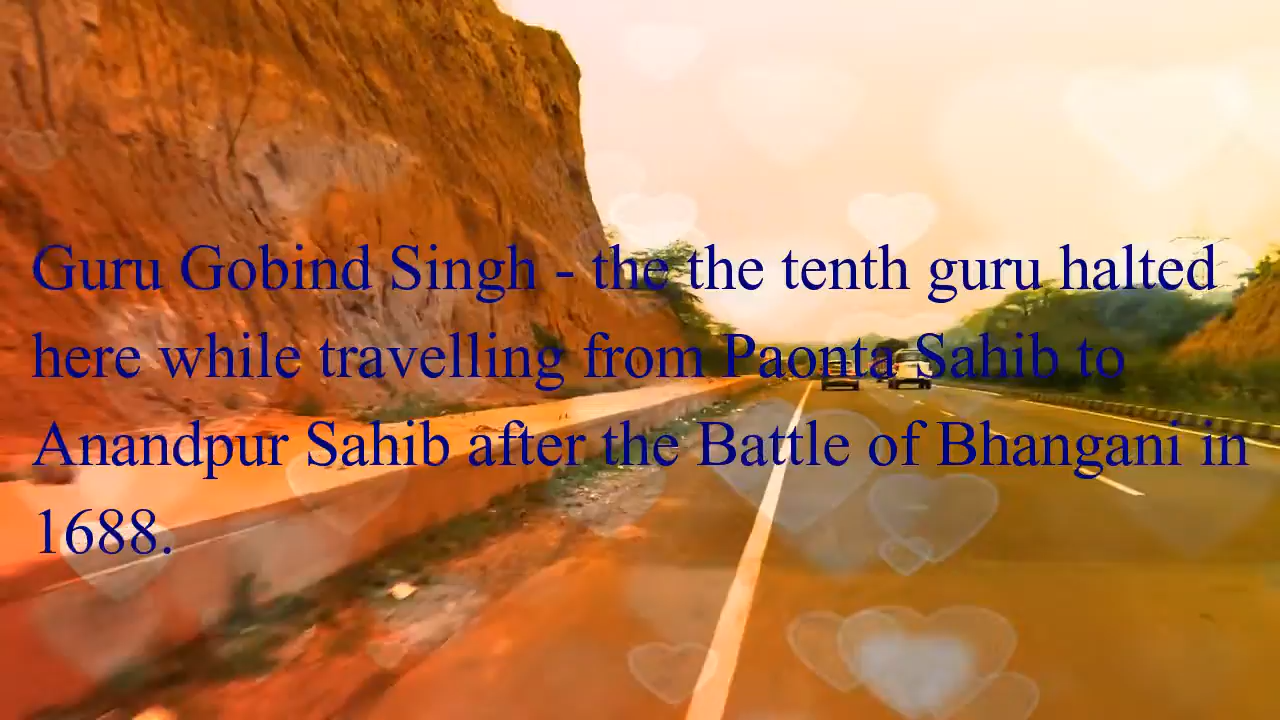 Guru Gobind Singh - the the tenth guru halted
here while travelling from Paonta Sahib to
Anandpur Sahib after the Battle of Bhangani in
1688.